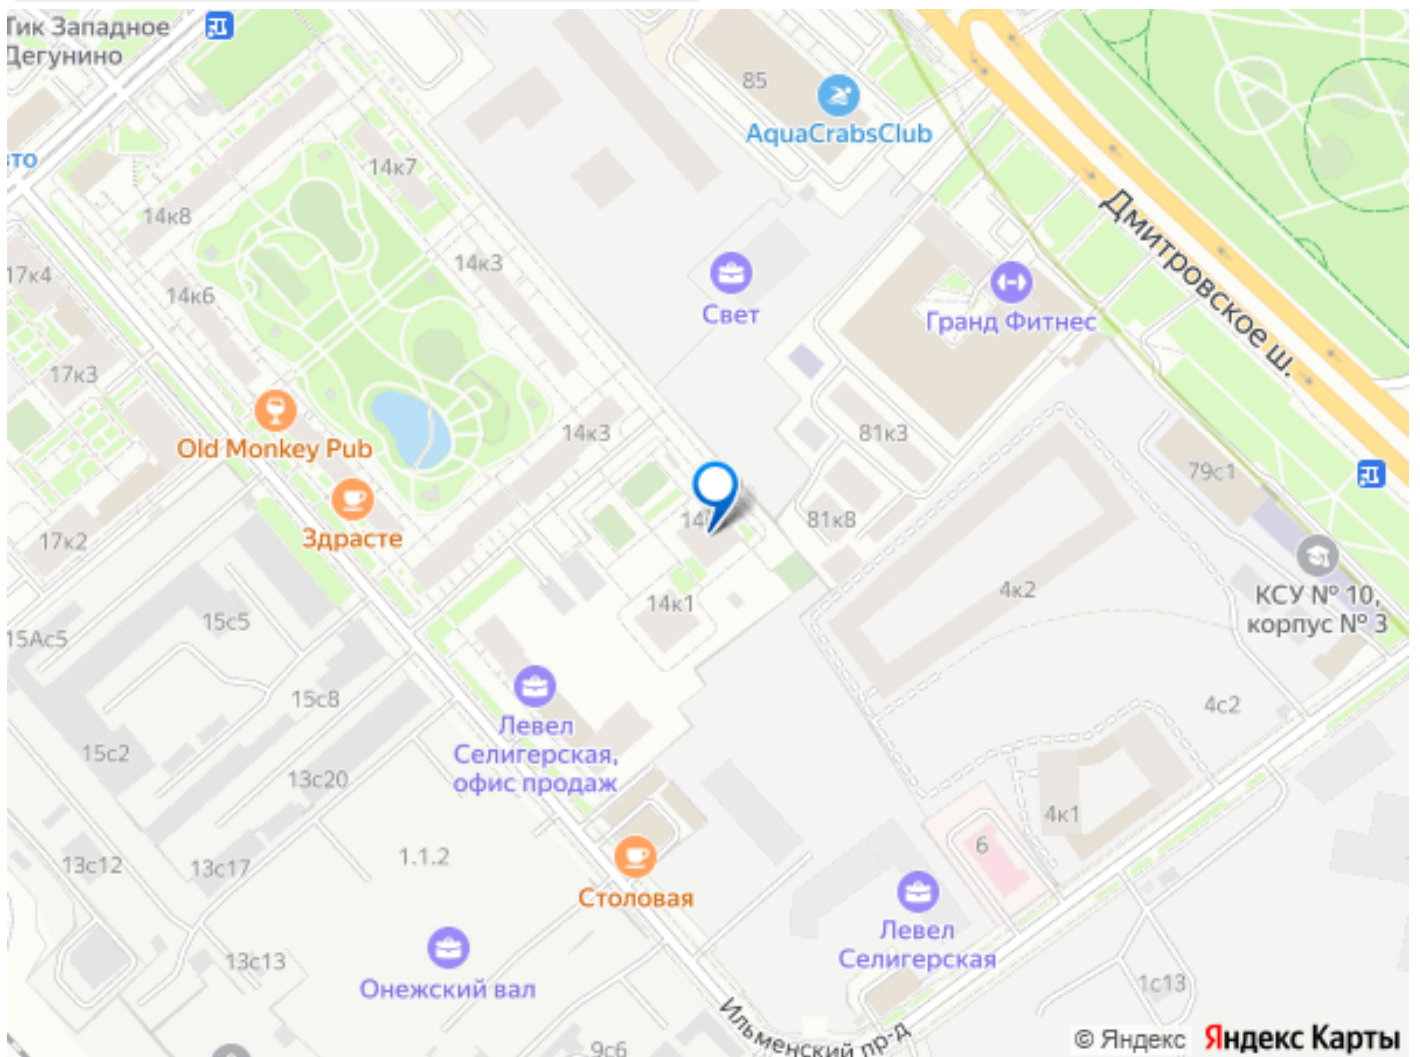 Тик Западное
Дегунино
85
AquaCrabsClub
14к7
14к8
17к4
14к3
14к6
Свет
Гранд Фитнес
Дмитровское ш.
17к3
Old Monkey Pub
14к3
81к3
79с1
Здрасте
81к8
17к2
14к1
4к2
КСУ № 10,
корпус № 3
15с5
15Ас5
15с8
4с2
Левел
Селигерская,
офис продаж
15с2
13с20
4к1
6
1.1.2
13с12
13с17
Столовая
Левел
Селигерская
13с13
Онежский вал
1с13
Ильменский пр-д
9с6
© Яндекс Яндекс Карты